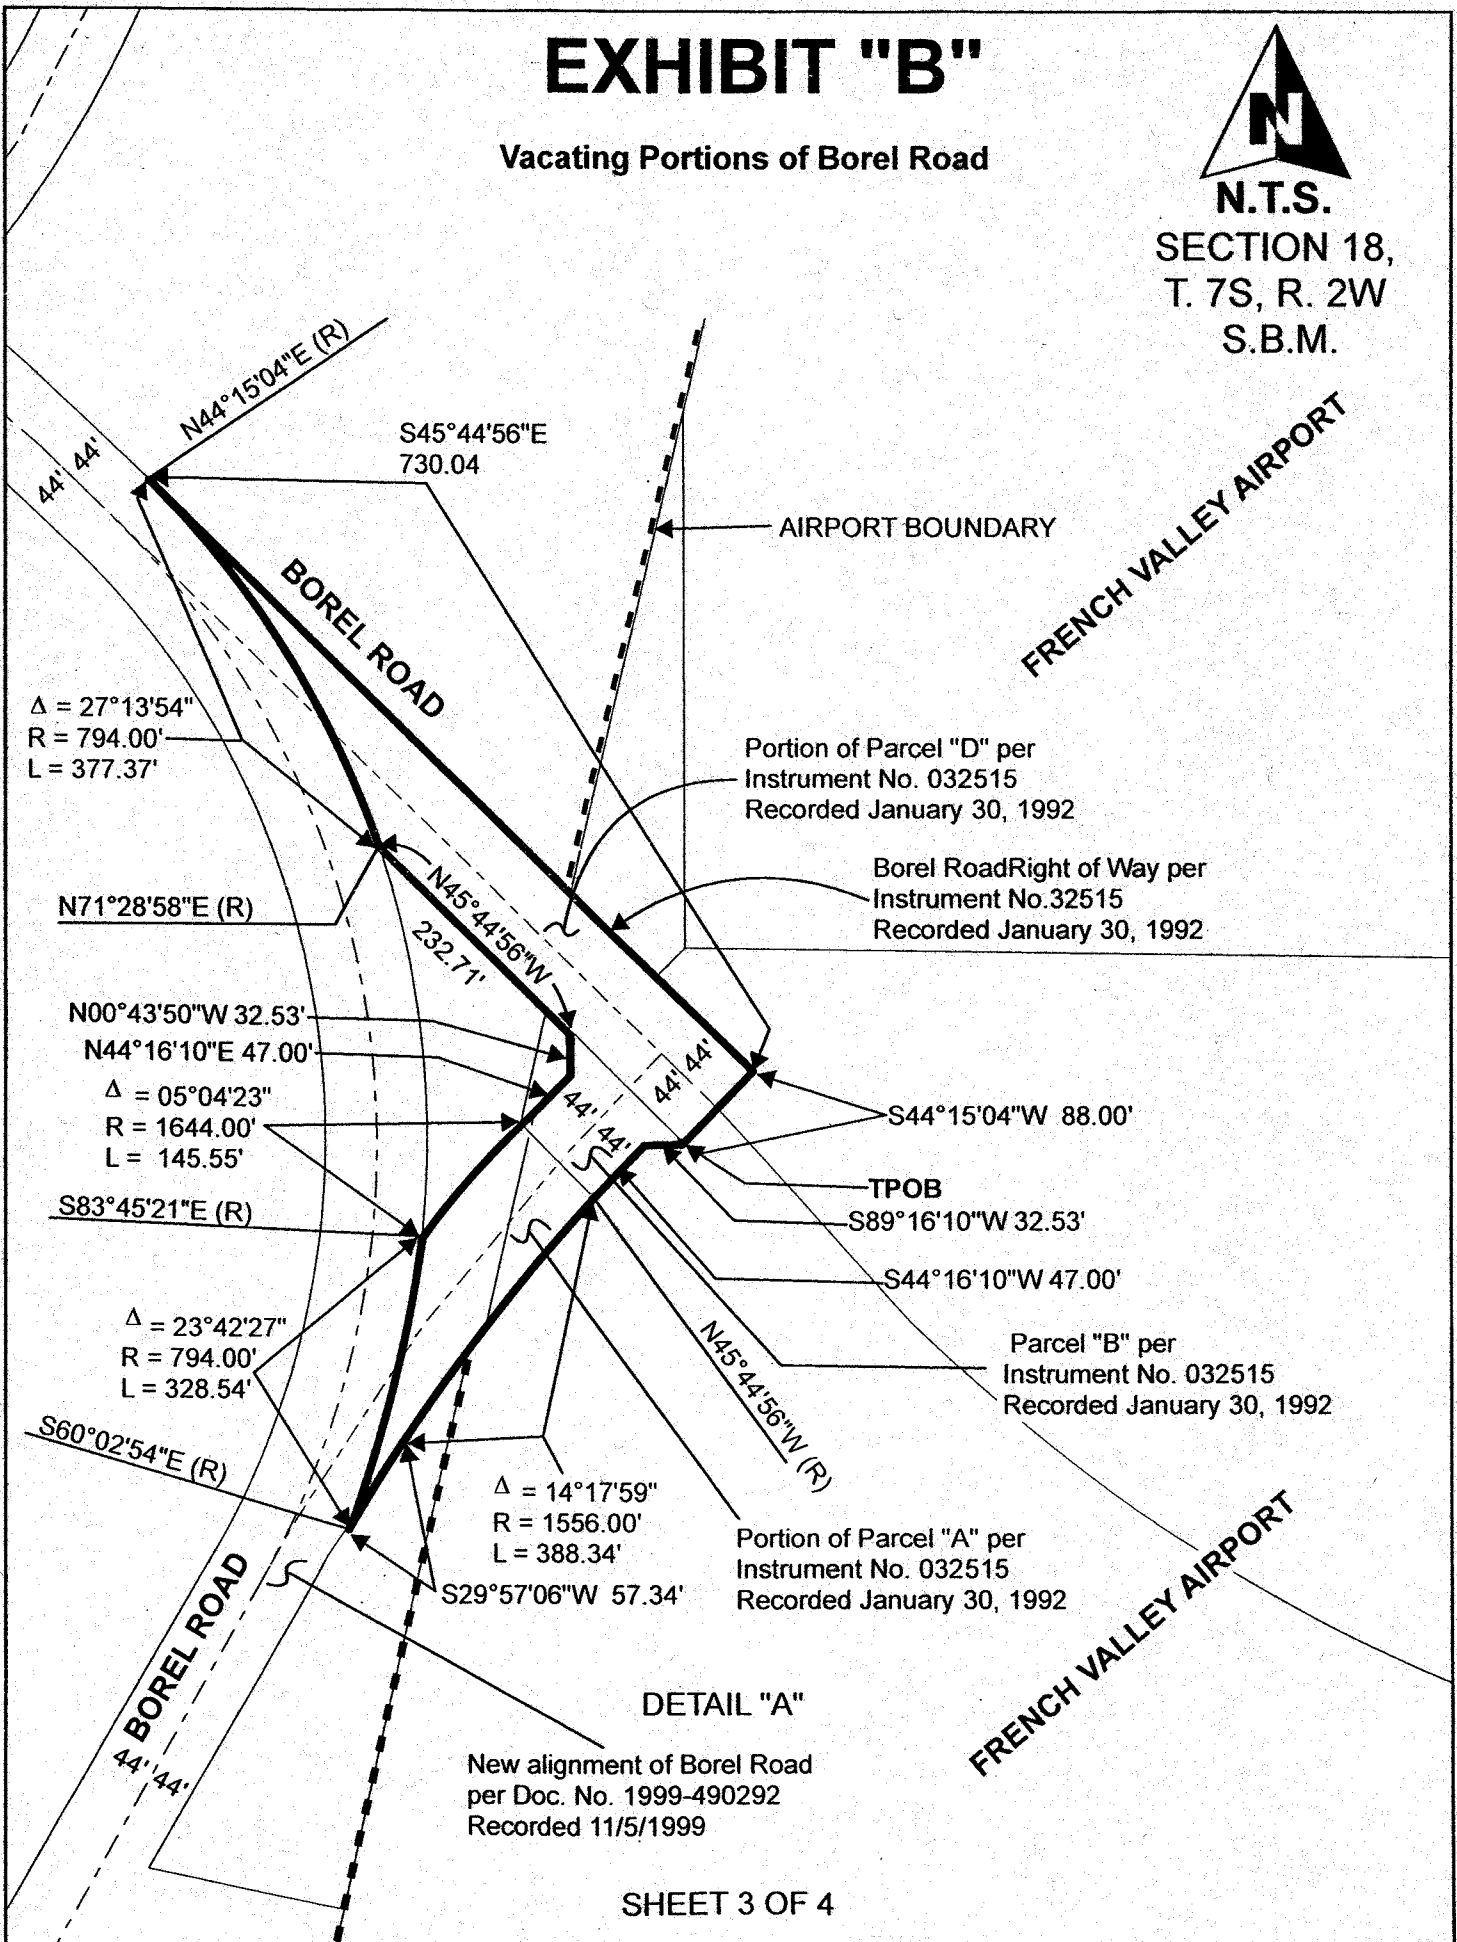 EXHIBIT "B"
Vacating Portions of Borel Road
N
N.T.S.
SECTION 18,
T. 7S, R. 2W
S.B.M.
N44°15'04"E (R)
S45°44'56"E
730.04
44' 44'
AIRPORT BOUNDARY
FRENCH VALLEY AIRPORT
BOREL ROAD
Δ = 27°13'54"
R = 794.00'
L = 377.37'
Portion of Parcel "D" per
Instrument No. 032515
Recorded January 30, 1992
Borel RoadRight of Way per
Instrument No.32515
Recorded January 30, 1992
N71°28'58"E (R)
N45°44'56"W
232.71'
N00°43'50"W 32.53'
N44°16'10"E 47.00'
44' 44'
44' 44'
Δ = 05°04'23"
R = 1644.00'
L = 145.55'
S44°15'04"W 88.00'
TPOB
S83°45'21"E (R)
S89°16'10"W 32.53'
S44°16'10"W 47.00'
Δ = 23°42'27"
R = 794.00'
L = 328.54'
N45°44'56"W (R)
Parcel "B" per
Instrument No. 032515
Recorded January 30, 1992
S60°02'54"E (R)
Δ = 14°17'59"
R = 1556.00'
L = 388.34'
Portion of Parcel "A" per
Instrument No. 032515
Recorded January 30, 1992
S29°57'06"W 57.34'
FRENCH VALLEY AIRPORT
BOREL ROAD
44' 44'
DETAIL "A"
New alignment of Borel Road
per Doc. No. 1999-490292
Recorded 11/5/1999
SHEET 3 OF 4